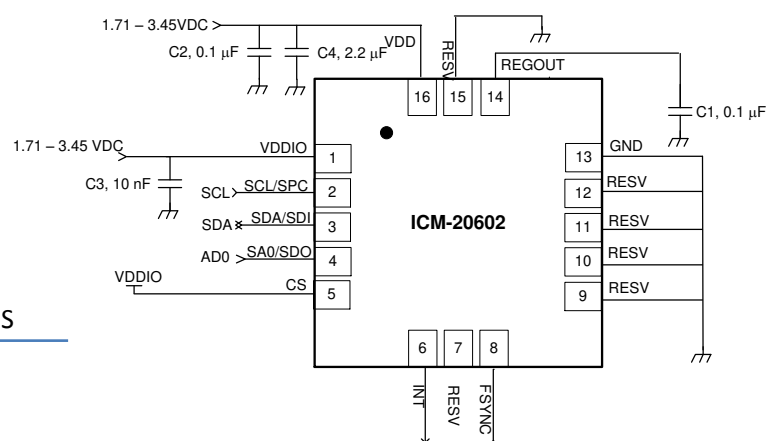 1.71 – 3.45VDC
C2, 0.1 µF
C4, 2.2 µF
VDD
RESV
REGOUT
16
15
14
C1, 0.1 µF
1.71 – 3.45 VDC
VDDIO
1
C3, 10 nF
SCL
SCL/SPC
2
SDA
SDA/SDI
3
AD0
SA0/SDO
4
VDDIO
CS
5
ICM-20602
13
GND
12
RESV
11
RESV
10
RESV
9
RESV
S
6
7
8
INT
RESV
FSYNC